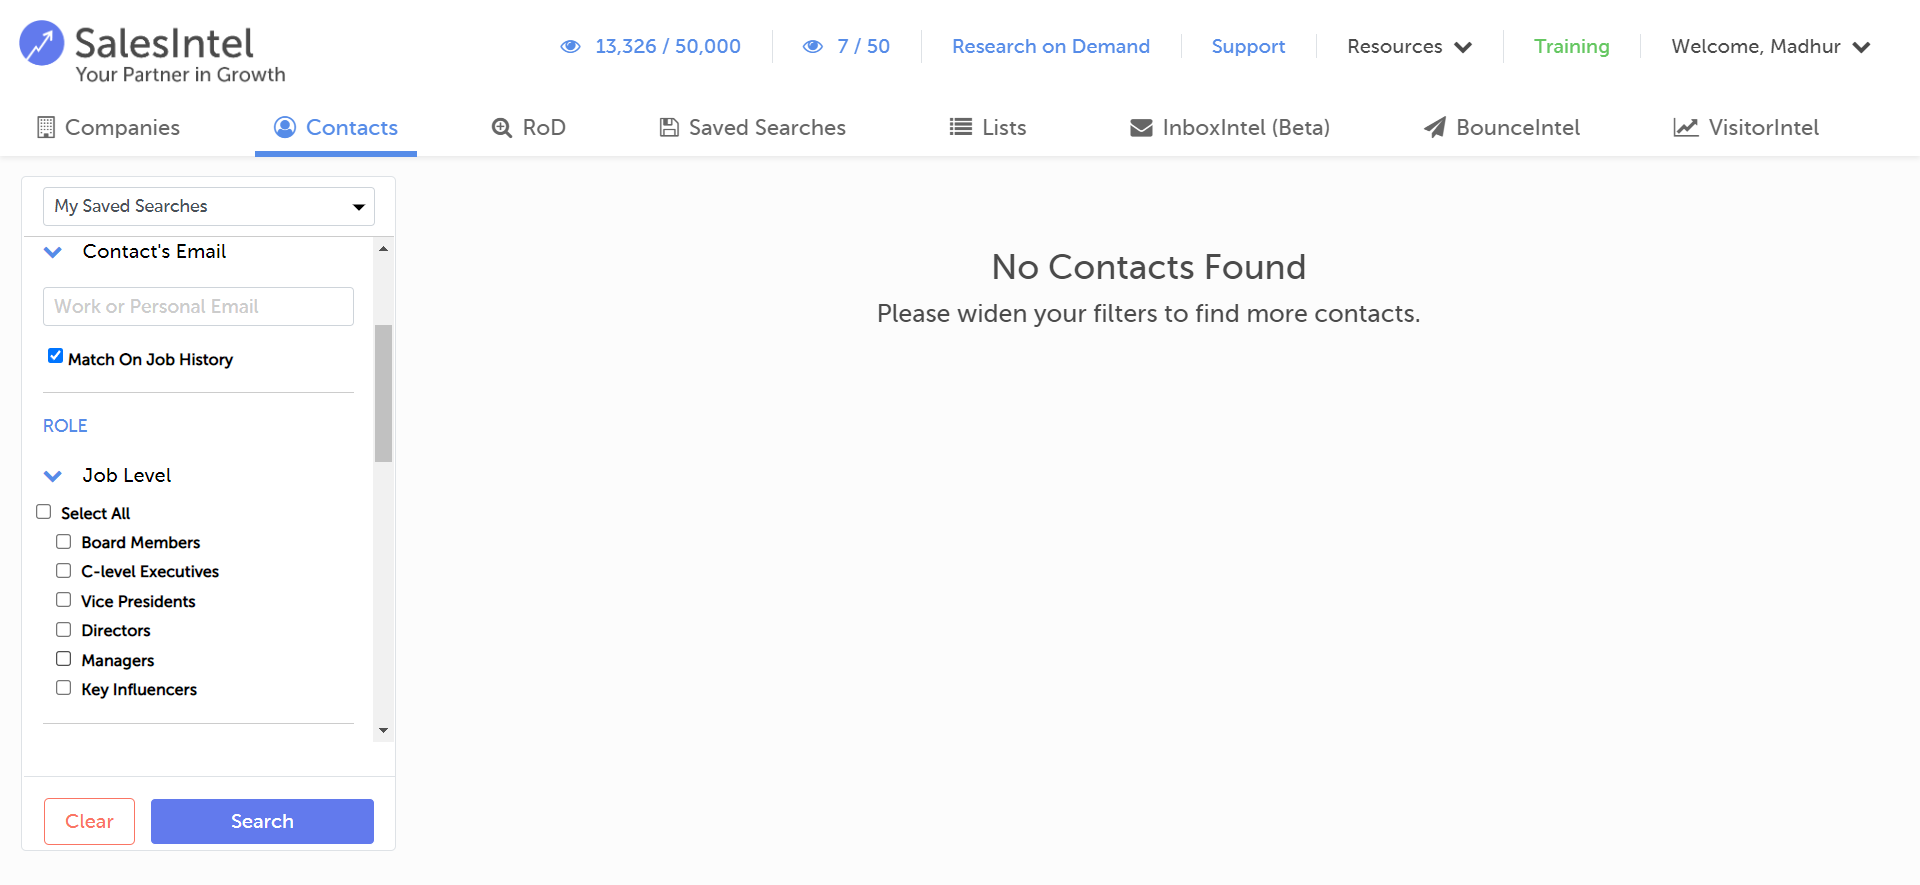 SalesIntel
Your Partner in Growth
13,326 / 50,000
7 / 50
Research on Demand
Support
Resources
Training
Welcome, Madhur
Companies
Contacts
RoD
Saved Searches
Lists
InboxIntel (Beta)
BounceIntel
VisitorIntel
My Saved Searches
Contact's Email
Work or Personal Email
Match On Job History
ROLE
Job Level
Select All
Board Members
C-level Executives
Vice Presidents
Directors
Managers
Key Influencers
Clear
Search
No Contacts Found
Please widen your filters to find more contacts.